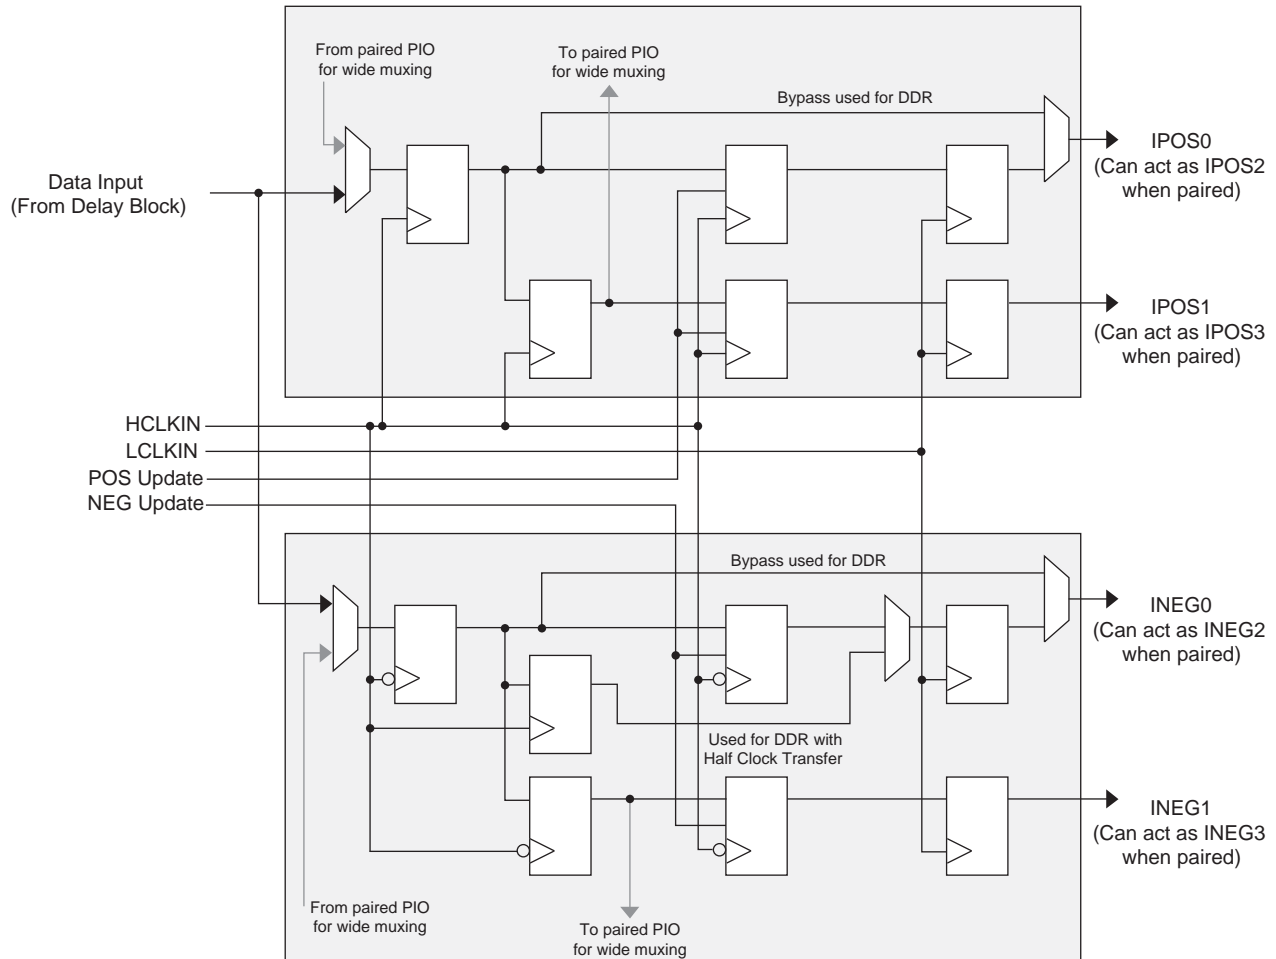 From paired PIO
for wide muxing
To paired PIO
for wide muxing
Bypass used for DDR
IPOS0
(Can act as IPOS2
when paired)
Data Input
(From Delay Block)
IPOS1
(Can act as IPOS3
when paired)
HCLKIN
LCLKIN
POS Update
NEG Update
Bypass used for DDR
INEG0
(Can act as INEG2
when paired)
Used for DDR with
Half Clock Transfer
INEG1
(Can act as INEG3
when paired)
From paired PIO
for wide muxing
To paired PIO
for wide muxing